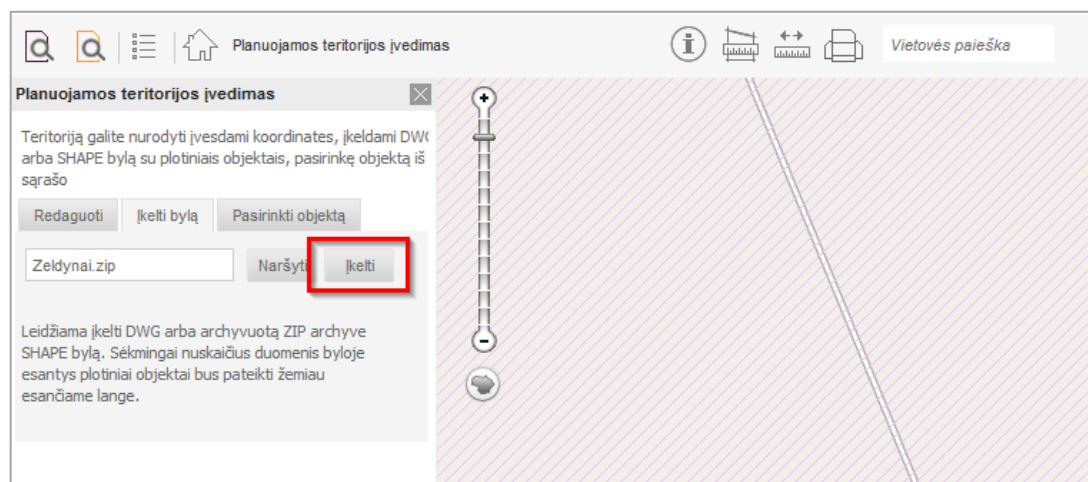 Planuojamos teritorijos įvedimas
Vietovės paieška
Planuojamos teritorijos įvedimas
Teritoriją galite nurodyti įvesdami koordinates, įkeldami DWG
arba SHAPE bylą su plotiniais objektais, pasirinkę objektą iš
sąrašo
Redaguoti
Įkelti bylą
Pasirinkti objektą
Zeldynai.zip
Naršyti
Įkelti
Leidžiama įkelti DWG arba archyvuotą ZIP archyve
SHAPE bylą. Sėkmingai nuskaičius duomenis byloje
esantys plotiniai objektai bus pateikti žemiau
esančiame lange.